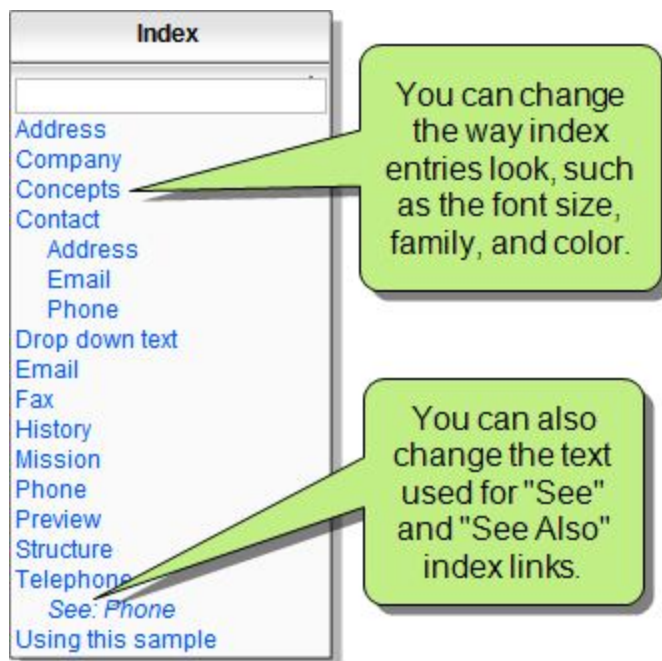 Index
Address
Company
Concepts
Contact
Address
Email
Phone
Drop down text
Email
Fax
History
Mission
Phone
Preview
Structure
Telephone
See: Phone
Using this sample
You can change
the way index
entries look, such
as the font size,
family, and color.
You can also
change the text
used for "See"
and "See Also"
index links.